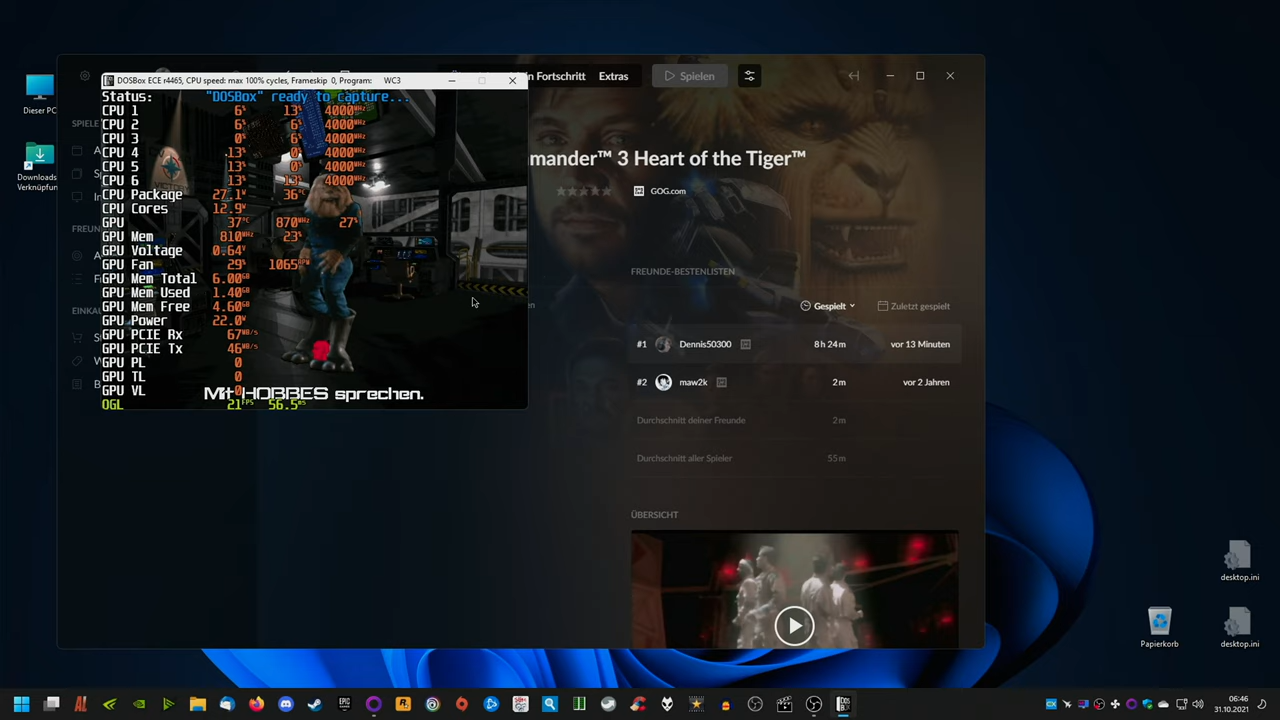 Dieser PC
Downloads
Verknüpfun
DOSBox ECE r4465, CPU speed: max 100% cycles, Frameskip 0, Program: WC3
in Fortschritt
Extras
Spielen
SPIELE
FREUN
EINKAU
mander™ 3 Heart of the Tiger™
GOG.com
Status: "DOSBox" ready to capture...
CPU 1 6% 13% 4000MHz
CPU 2 6% 6% 4000MHz
CPU 3 0% 6% 4000MHz
CPU 4 13% 0% 4000MHz
CPU 5 13% 0% 4000MHz
CPU 6 13% 13% 4000MHz
CPU Package 27.1W 36°C
CPU Cores 12.9W
GPU 37°C 870MHz 27%
GPU Mem 810MHz 23%
GPU Voltage 0.64V
GPU Fan 29% 1065RPM
GPU Mem Total 6.00GB
GPU Mem Used 1.40GB
GPU Mem Free 4.60GB
GPU Power 22.0W
GPU PCIE Rx 67MB/s
GPU PCIE Tx 46MB/s
GPU PL 0
GPU TL 0
GPU VL 0
OGL 21FPS 56.5ms
Mit HOBBES sprechen.
FREUNDE-BESTENLISTEN
Gespielt
Zuletzt gespielt
#1 Dennis50300 8 h 24 m vor 13 Minuten
#2 maw2k 2 m vor 2 Jahren
Durchschnitt deiner Freunde 2 m
Durchschnitt aller Spieler 55 m
ÜBERSICHT
desktop.ini
Papierkorb
desktop.ini
EPIC
DOS
BOX
06:46
31.10.2021